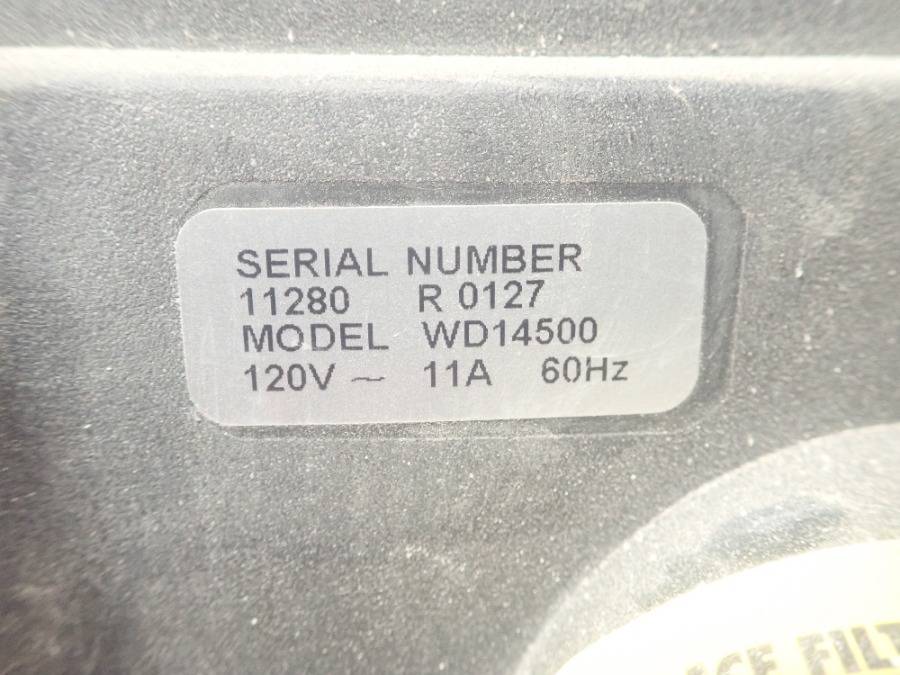 SERIAL NUMBER
11280 R 0127
MODEL WD14500
120V ~ 11A 60Hz